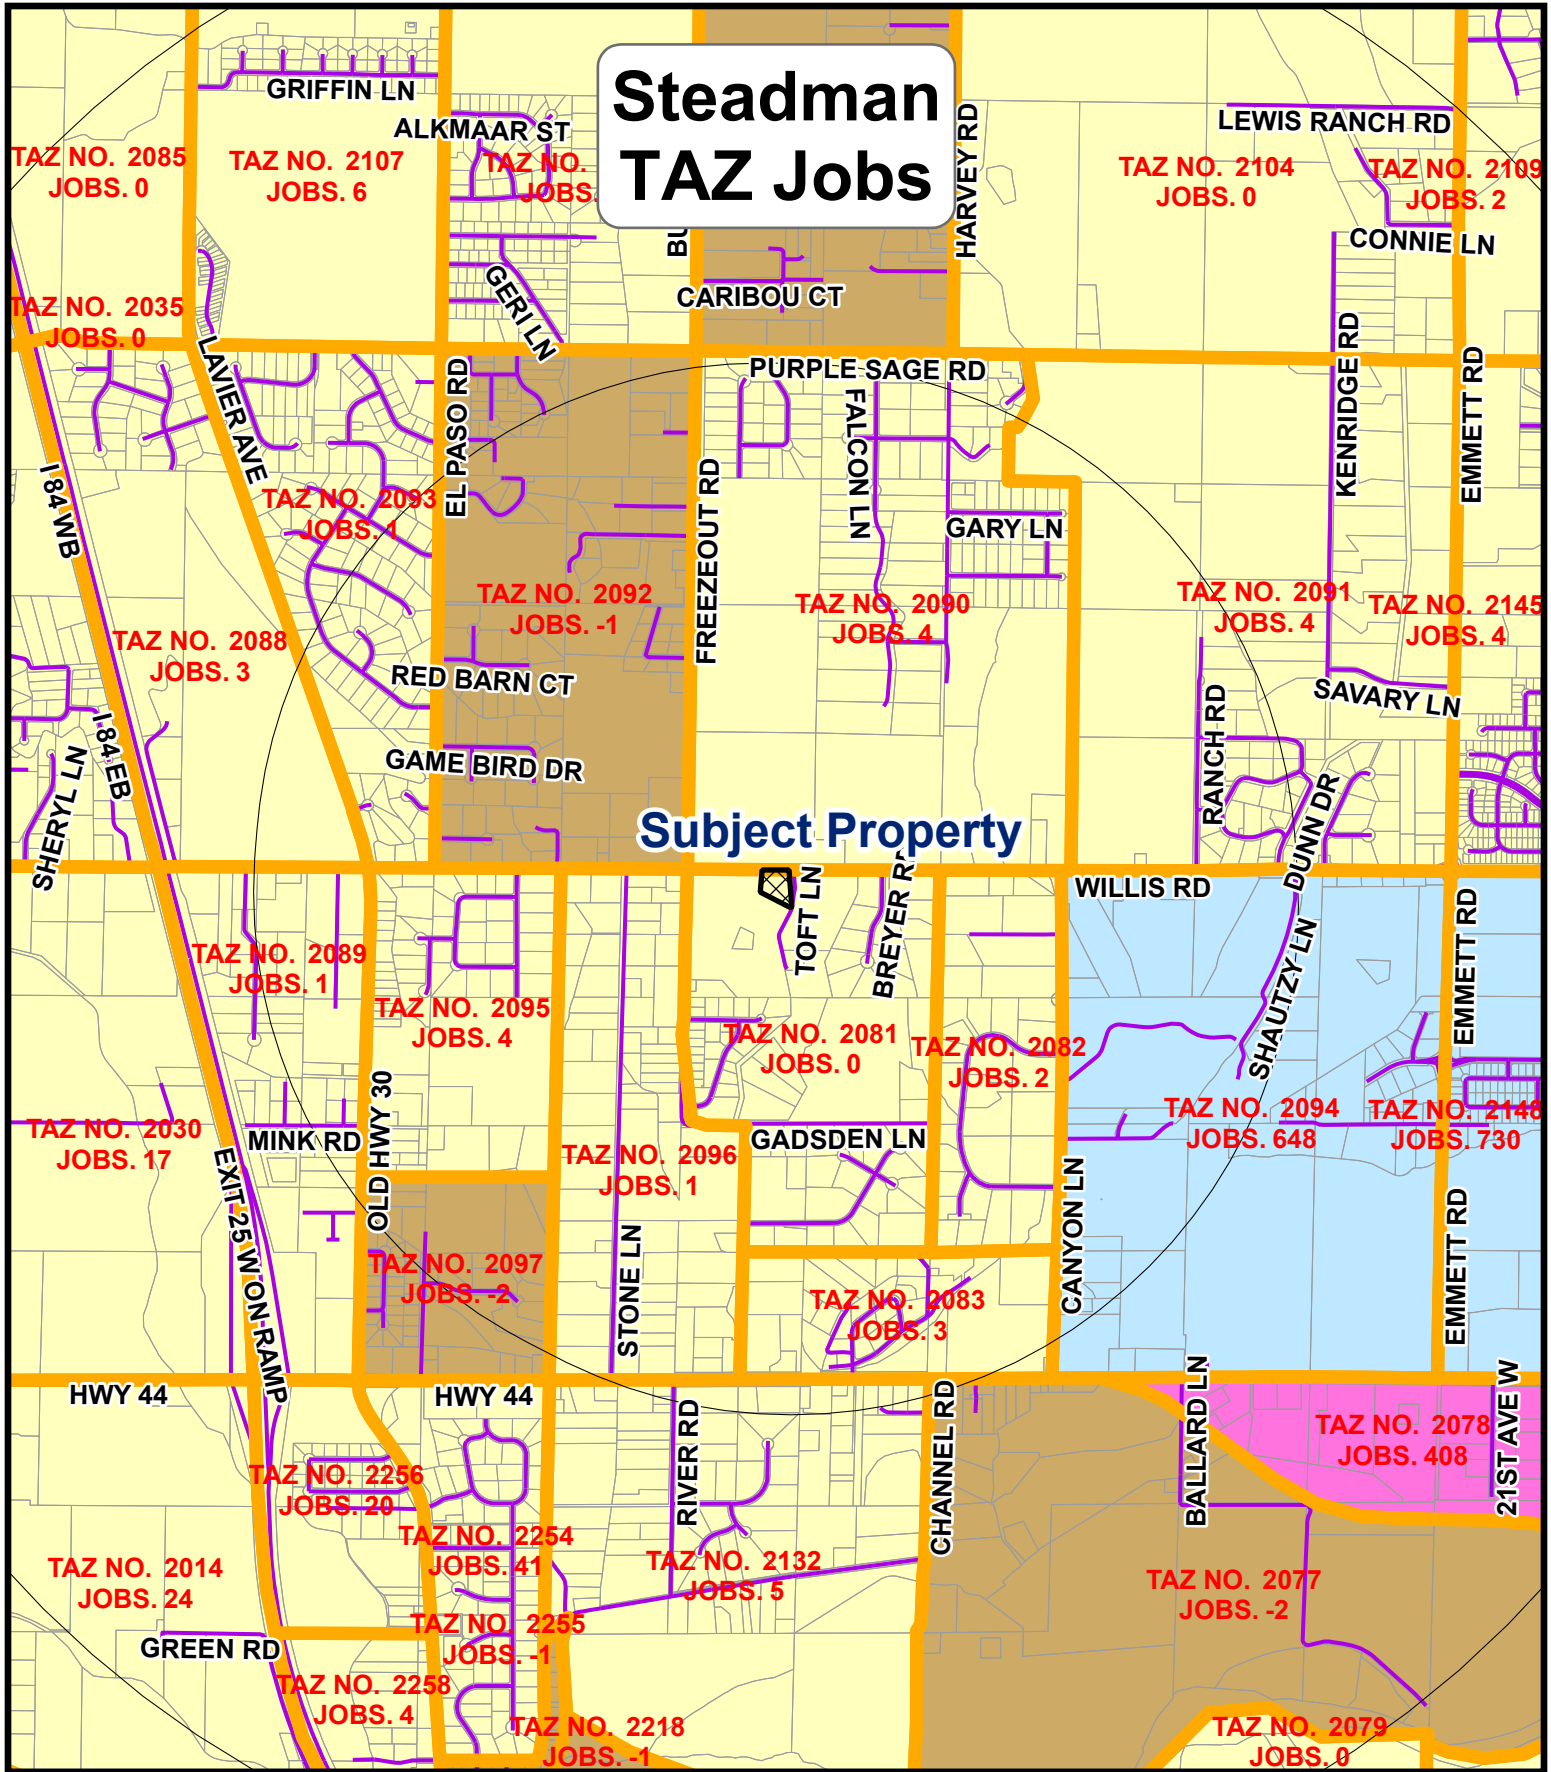 Steadman
TAZ Jobs
GRIFFIN LN
ALKMAAR ST
HARVEY RD
LEWIS RANCH RD
TAZ NO. 2085
JOBS. 0
TAZ NO. 2107
JOBS. 6
TAZ NO.
JOBS.
TAZ NO. 2104
JOBS. 0
TAZ NO. 2109
JOBS. 2
CONNIE LN
BU
GERI LN
CARIBOU CT
TAZ NO. 2035
JOBS. 0
LAVIER AVE
EL PASO RD
PURPLE SAGE RD
FALCON LN
KENRIDGE RD
EMMETT RD
I 84 WB
TAZ NO. 2093
JOBS. 1
FREEZEOUT RD
GARY LN
TAZ NO. 2092
JOBS. -1
TAZ NO. 2090
JOBS. 4
TAZ NO. 2091
JOBS. 4
TAZ NO. 2145
JOBS. 4
TAZ NO. 2088
JOBS. 3
RED BARN CT
SAVARY LN
I 84 EB
RANCH RD
SHERYL LN
GAME BIRD DR
DUNN DR
Subject Property
WILLIS RD
TOFT LN
BREYER R
SHAUTZY LN
EMMETT RD
TAZ NO. 2089
JOBS. 1
TAZ NO. 2095
JOBS. 4
TAZ NO. 2081
JOBS. 0
TAZ NO. 2082
JOBS. 2
OLD HWY 30
TAZ NO. 2094
JOBS. 648
TAZ NO. 2148
JOBS. 730
TAZ NO. 2030
JOBS. 17
MINK RD
GADSDEN LN
TAZ NO. 2096
JOBS. 1
EXIT 25 W ON RAMP
CANYON LN
EMMETT RD
STONE LN
TAZ NO. 2097
JOBS. -2
TAZ NO. 2083
JOBS. 3
HWY 44
HWY 44
RIVER RD
CHANNEL RD
BALLARD LN
21ST AVE W
TAZ NO. 2078
JOBS. 408
TAZ NO. 2256
JOBS. 20
TAZ NO. 2254
JOBS. 41
TAZ NO. 2132
JOBS. 5
TAZ NO. 2014
JOBS. 24
TAZ NO. 2077
JOBS. -2
TAZ NO. 2255
JOBS. -1
GREEN RD
TAZ NO. 2258
JOBS. 4
TAZ NO. 2218
JOBS. -1
TAZ NO. 2079
JOBS. 0